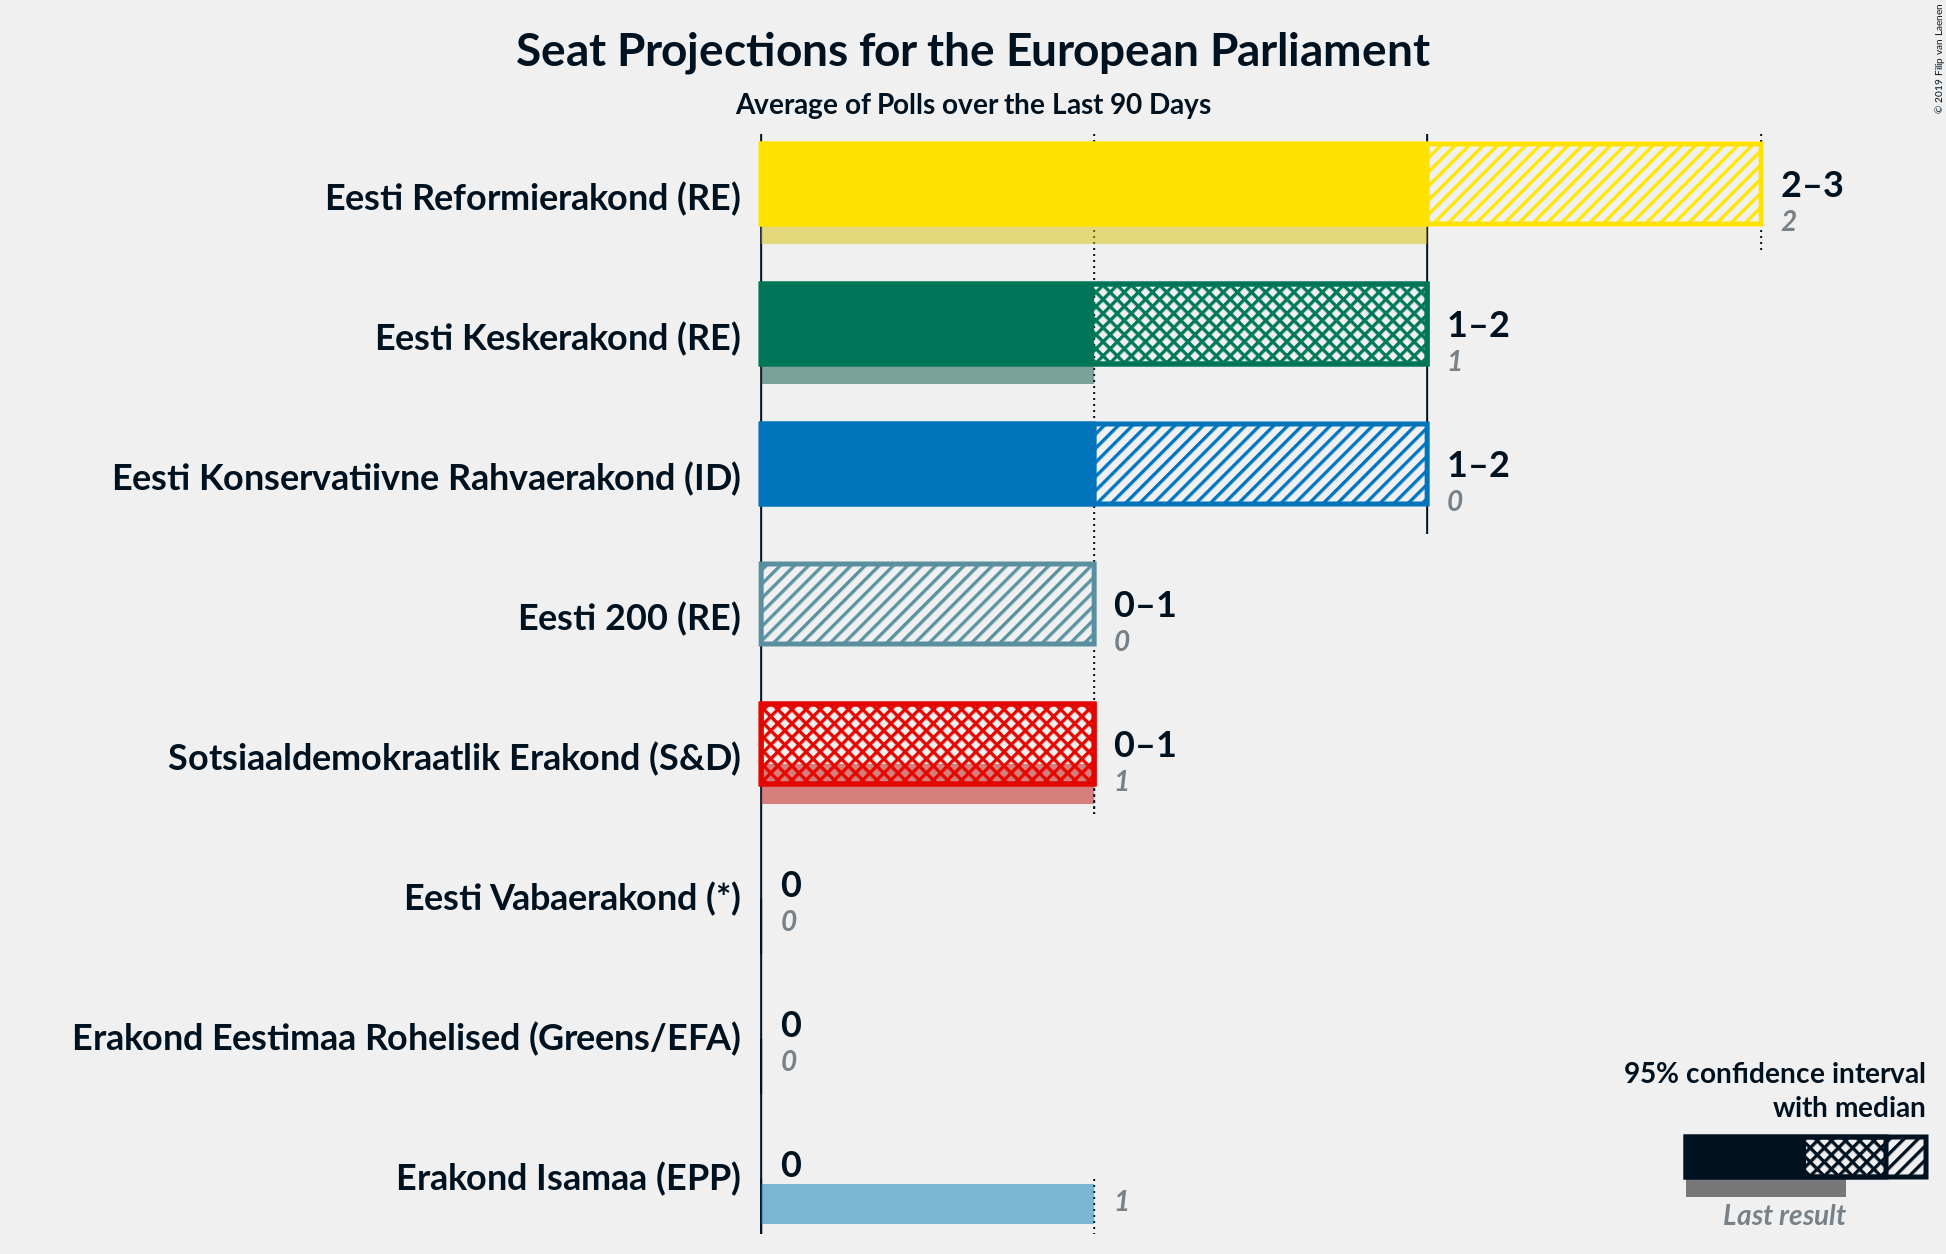 Seat Projections for the European Parliament
Average of Polls over the Last 90 Days
© 2019 Filip van Laenen
Eesti Reformierakond (RE)
2–3
2
Eesti Keskerakond (RE)
1–2
1
Eesti Konservatiivne Rahvaerakond (ID)
1–2
0
Eesti 200 (RE)
0–1
0
Sotsiaaldemokraatlik Erakond (S&D)
0–1
1
Eesti Vabaerakond (*)
0
0
Erakond Eestimaa Rohelised (Greens/EFA)
0
0
Erakond Isamaa (EPP)
0
1
95% confidence interval
with median
Last result